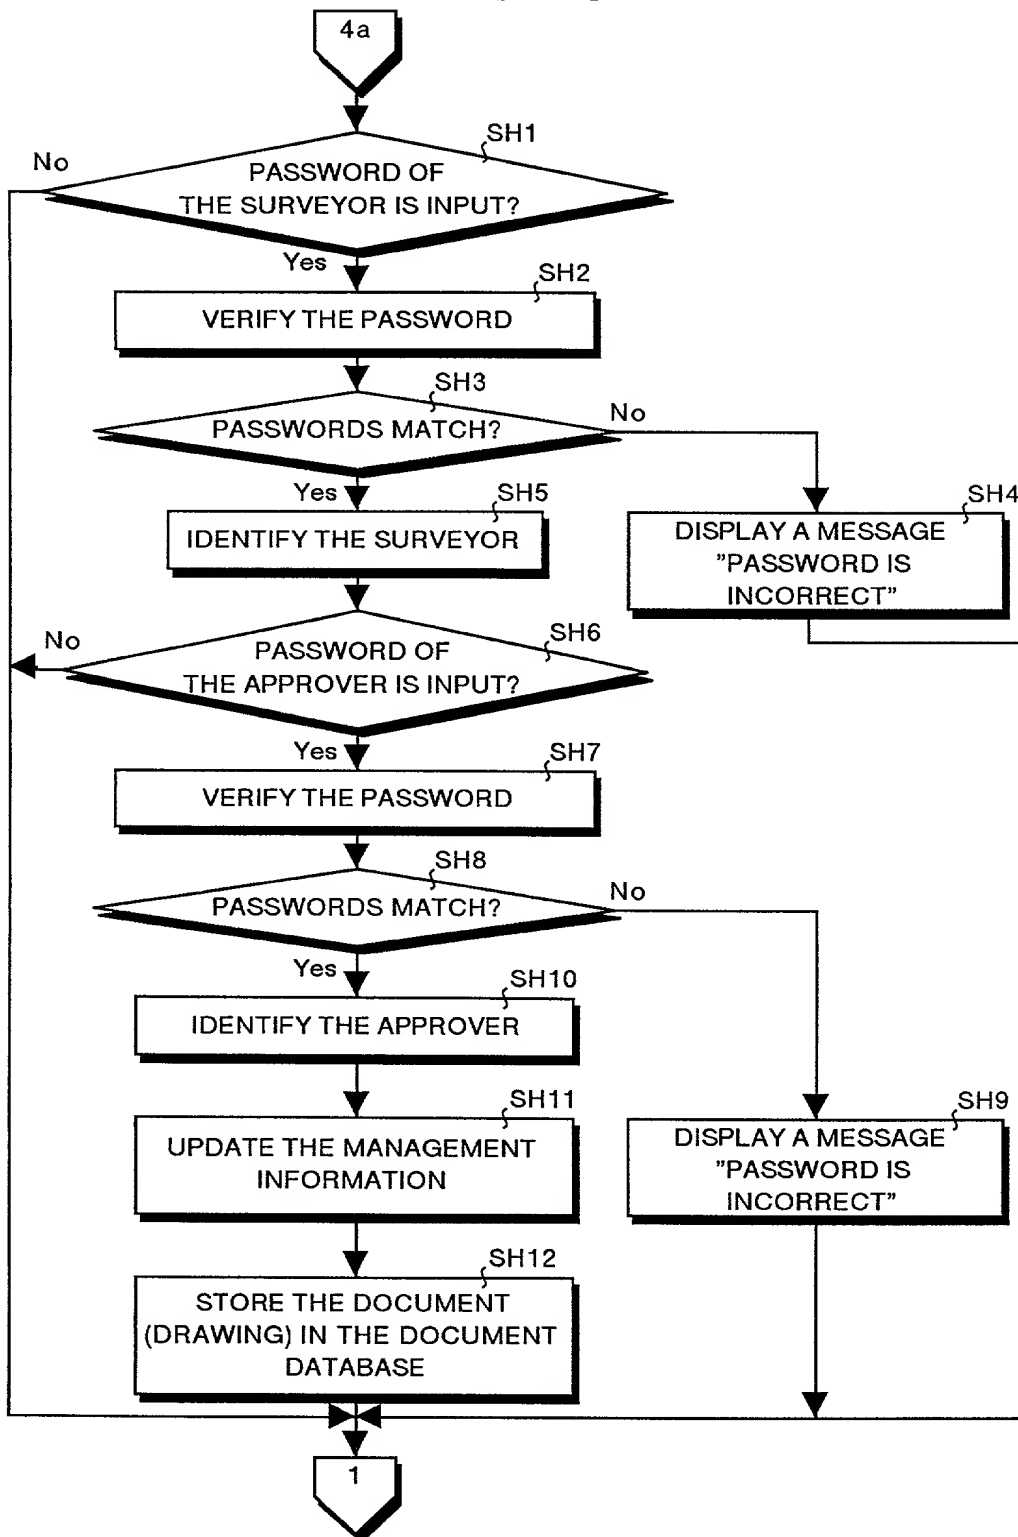 4a
SH1
No
PASSWORD OF
THE SURVEYOR IS INPUT?
Yes
SH2
VERIFY THE PASSWORD
SH3
PASSWORDS MATCH?
No
Yes
SH5
IDENTIFY THE SURVEYOR
SH4
DISPLAY A MESSAGE
"PASSWORD IS
INCORRECT"
SH6
No
PASSWORD OF
THE APPROVER IS INPUT?
Yes
SH7
VERIFY THE PASSWORD
SH8
PASSWORDS MATCH?
No
Yes
SH10
IDENTIFY THE APPROVER
SH11
UPDATE THE MANAGEMENT
INFORMATION
SH9
DISPLAY A MESSAGE
"PASSWORD IS
INCORRECT"
SH12
STORE THE DOCUMENT
(DRAWING) IN THE DOCUMENT
DATABASE
1